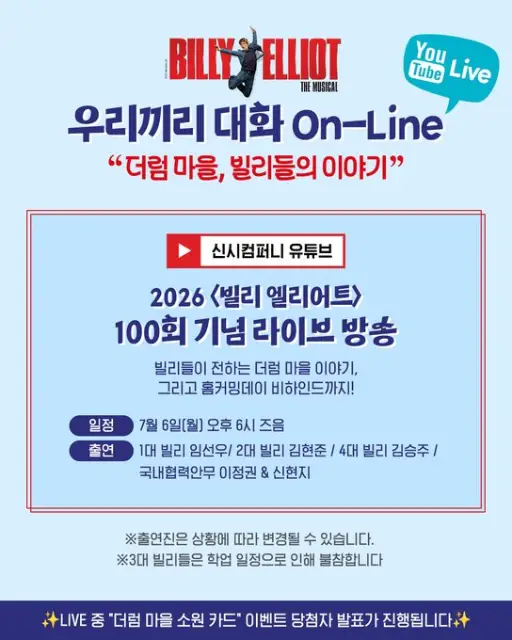 BILLY ELLIOT
THE MUSICAL
You Tube Live
우리끼리 대화 On-Line
“더럼 마을, 빌리들의 이야기”
신시컴퍼니 유튜브
2026 <빌리 엘리어트>
100회 기념 라이브 방송
빌리들이 전하는 더럼 마을 이야기,
그리고 홈커밍데이 비하인드까지!
일정 7월 6일(월) 오후 6시 즈음
출연 1대 빌리 임선우/ 2대 빌리 김현준 / 4대 빌리 김승주 /
국내협력안무 이정권 & 신현지
※출연진은 상황에 따라 변경될 수 있습니다.
※3대 빌리들은 학업 일정으로 인해 불참합니다
✨LIVE 중 "더럼 마을 소원 카드" 이벤트 당첨자 발표가 진행됩니다✨